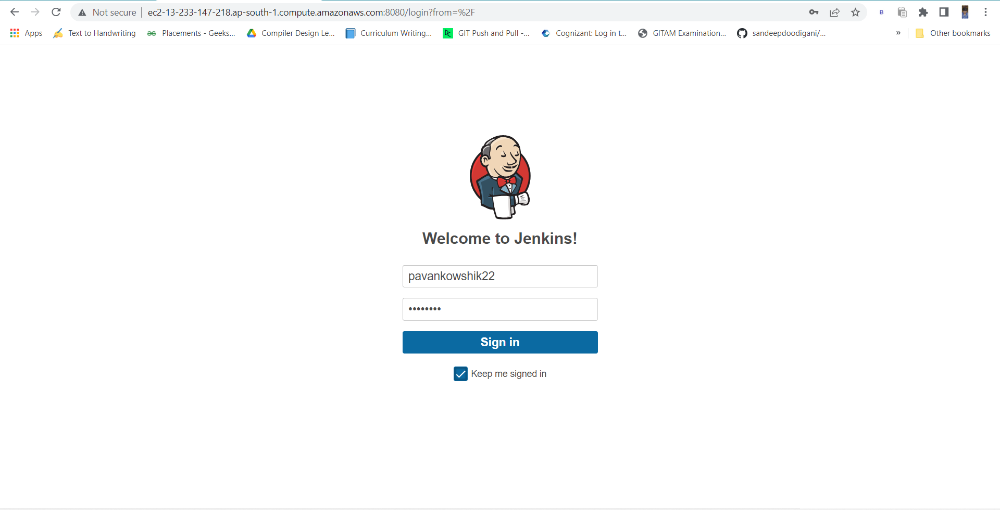 Not secure ec2-13-233-147-218.ap-south-1.compute.amazonaws.com:8080/login?from=%2F B
Apps Text to Handwriting Placements - Geeks... Compiler Design Le... Curriculum Writing... GIT Push and Pull -... Cognizant: Log in t... GITAM Examination... sandeepdoodigani/... » Other bookmarks
Welcome to Jenkins!
pavankowshik22
••••••••
Sign in
Keep me signed in